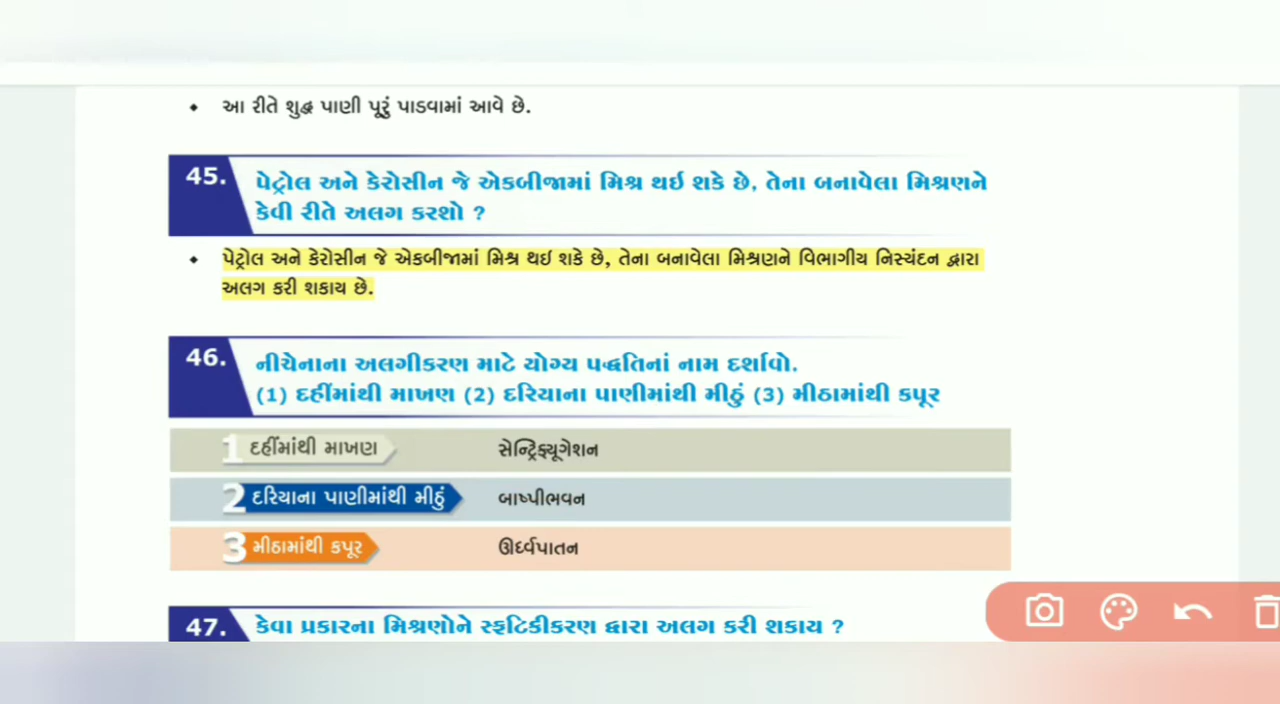 • આ રીતે શુદ્ધ પાણી પૂરું પાડવામાં આવે છે.
45. પેટ્રોલ અને કેરોસીન જે એકબીજામાં મિશ્ર થઇ શકે છે, તેના બનાવેલા મિશ્રણને
કેવી રીતે અલગ કરશો ?
• પેટ્રોલ અને કેરોસીન જે એકબીજામાં મિશ્ર થઇ શકે છે, તેના બનાવેલા મિશ્રણને વિભાગીય નિસ્યંદન દ્વારા
અલગ કરી શકાય છે.
46. નીચેનાના અલગીકરણ માટે યોગ્ય પદ્ધતિનાં નામ દર્શાવો.
(1) દહીંમાંથી માખણ (2) દરિયાના પાણીમાંથી મીઠું (3) મીઠામાંથી કપૂર
1 દહીંમાંથી માખણ સેન્ટ્રિફ્યૂગેશન
2 દરિયાના પાણીમાંથી મીઠું બાષ્પીભવન
3 મીઠામાંથી કપૂર ઊર્ધ્વપાતન
47. કેવા પ્રકારના મિશ્રણોને સ્ફટિકીકરણ દ્વારા અલગ કરી શકાય ?